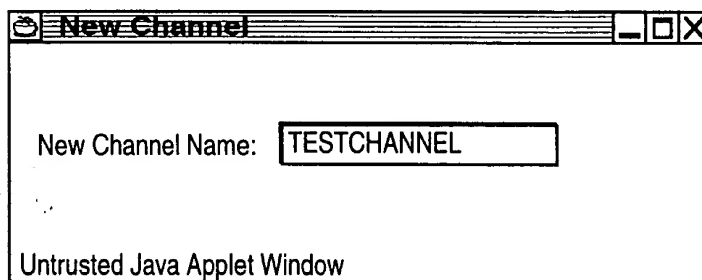 New Channel
New Channel Name: TESTCHANNEL
Untrusted Java Applet Window